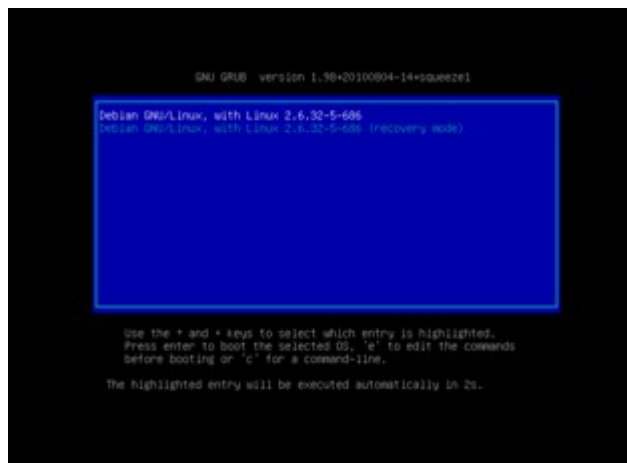 GNU GRUB  version 1.98+20100804-14+squeeze1
Debian GNU/Linux, with Linux 2.6.32-5-686
Debian GNU/Linux, with Linux 2.6.32-5-686 (recovery mode)
Use the and keys to select which entry is highlighted.
Press enter to boot the selected OS, 'e' to edit the commands
before booting or 'c' for a command-line.
The highlighted entry will be executed automatically in 2s.